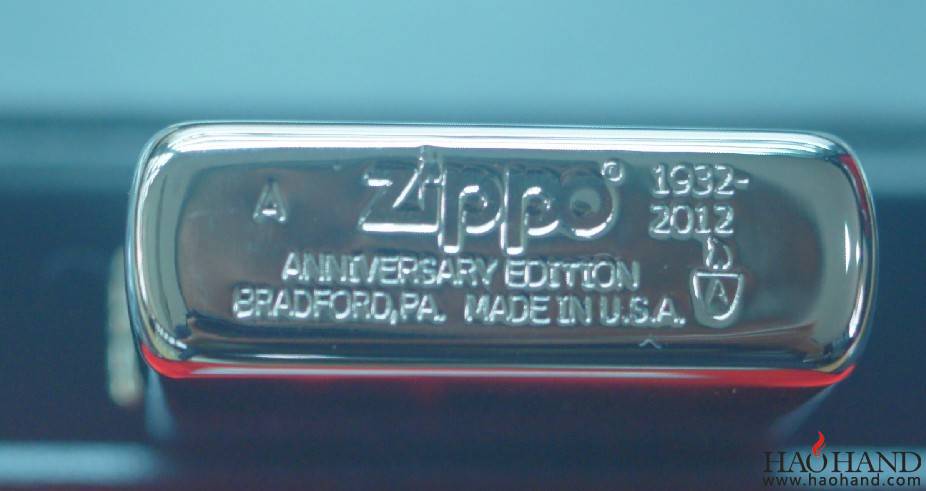 A Zippo® 1932-
2012
ANNIVERSARY EDITION
BRADFORD,PA. MADE IN U.S.A.
A
HAOHAND
www.haohand.com